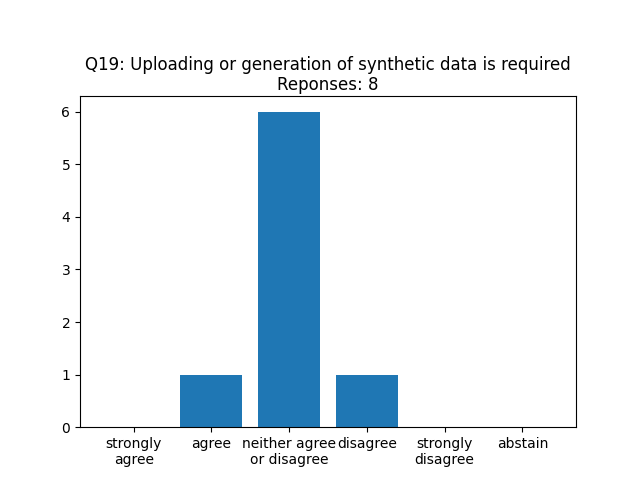 Q19: Uploading or generation of synthetic data is required
Reponses: 8
6
5
4
3
2
1
0
strongly
agree
agree
neither agree
or disagree
disagree
strongly
disagree
abstain